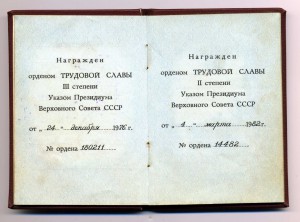 Награжден
орденом ТРУДОВОЙ СЛАВЫ
III степени
Указом Президиума
Верховного Совета СССР
от „24" декабря 1976 г.
№ ордена 180211
Награжден
орденом ТРУДОВОЙ СЛАВЫ
II степени
Указом Президиума
Верховного Совета СССР
от „4" марта 1982 г.
№ ордена 14482